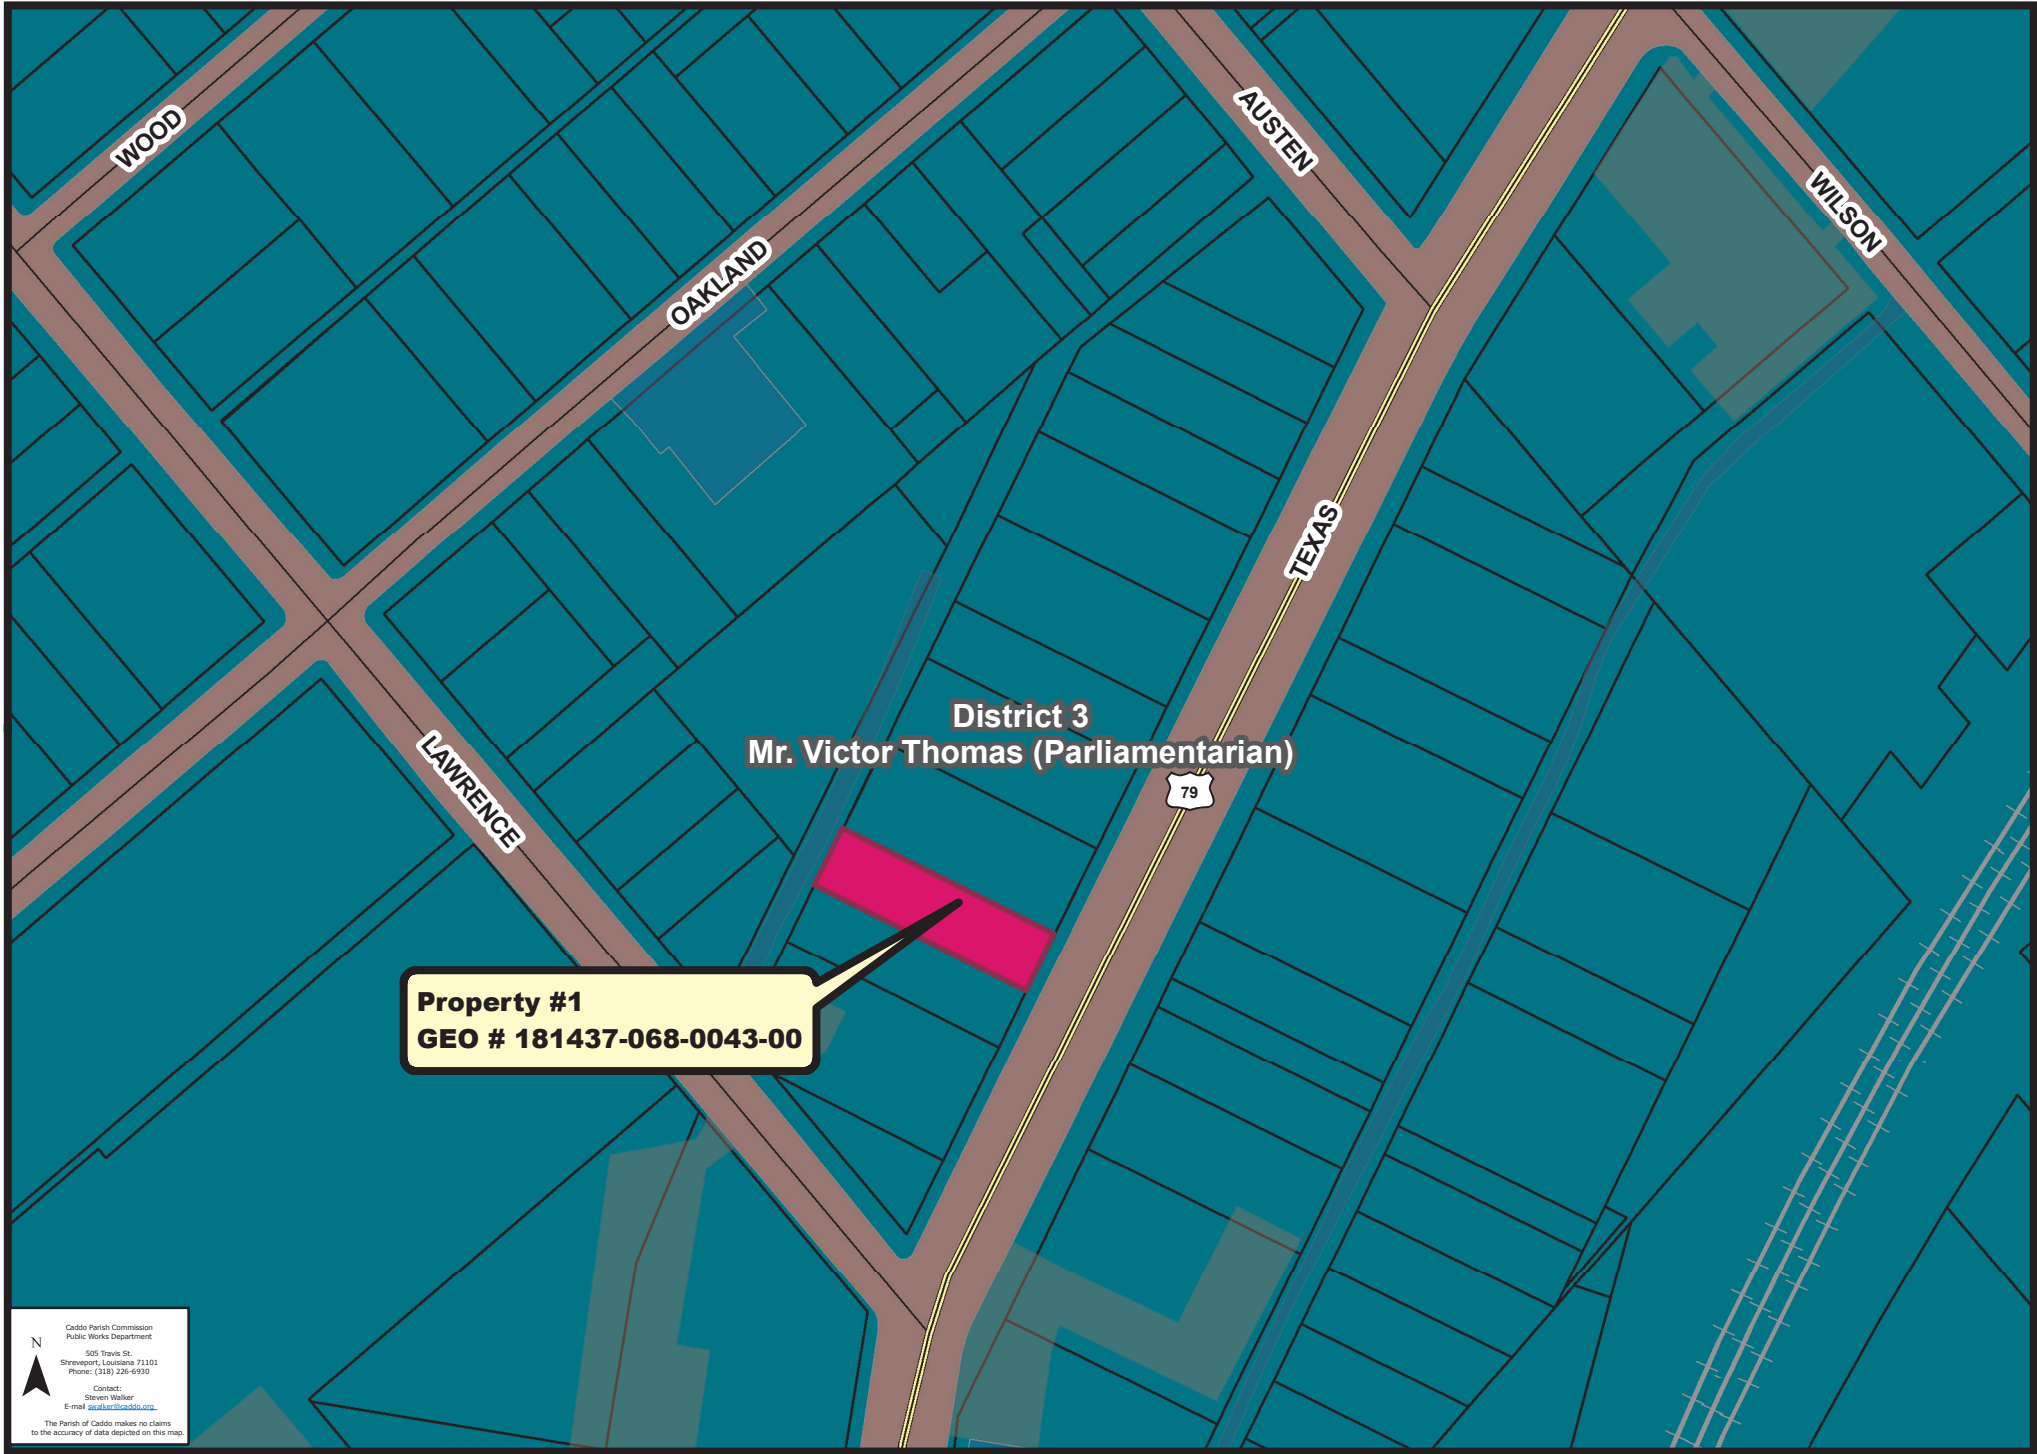 WOOD
AUSTEN
WILSON
OAKLAND
TEXAS
District 3
Mr. Victor Thomas (Parliamentarian)
79
LAWRENCE
Property #1
GEO # 181437-068-0043-00
N
Caddo Parish Commission
Public Works Department
505 Travis St.
Shreveport, Louisiana 71101
Phone: (318) 226-6930
Contact:
Steven Walker
E-mail swalker@caddo.org
The Parish of Caddo makes no claims
to the accuracy of data depicted on this map.